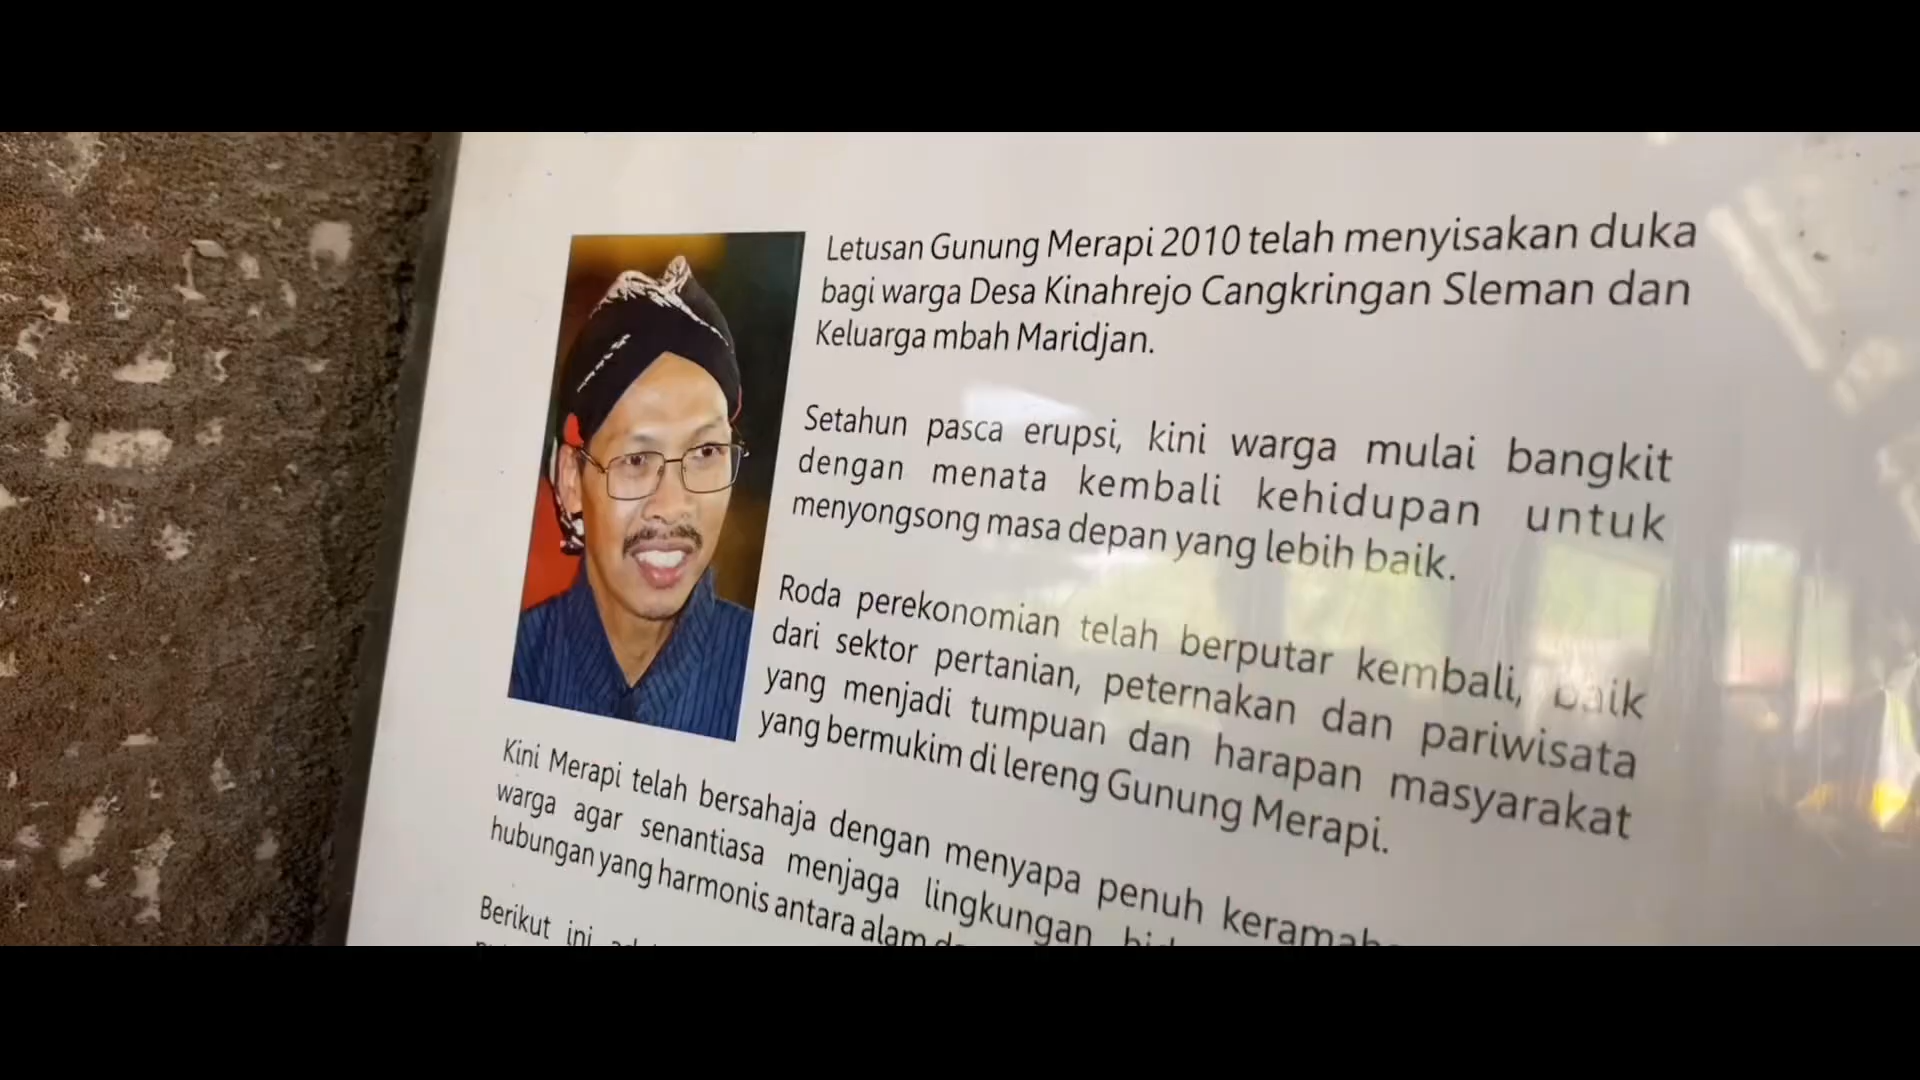 Letusan Gunung Merapi 2010 telah menyisakan duka
bagi warga Desa Kinahrejo Cangkringan Sleman dan
Keluarga mbah Maridjan.
Setahun pasca erupsi, kini warga mulai bangkit
dengan menata kembali kehidupan untuk
menyongsong masa depan yang lebih baik.
Roda perekonomian telah berputar kembali, baik
dari sektor pertanian, peternakan dan pariwisata
yang menjadi tumpuan dan harapan masyarakat
yang bermukim di lereng Gunung Merapi.
Kini Merapi telah bersahaja dengan menyapa penuh
warga agar senantiasa menjaga lingkungan
hubungan yang harmonis antara alam
Berikut ini